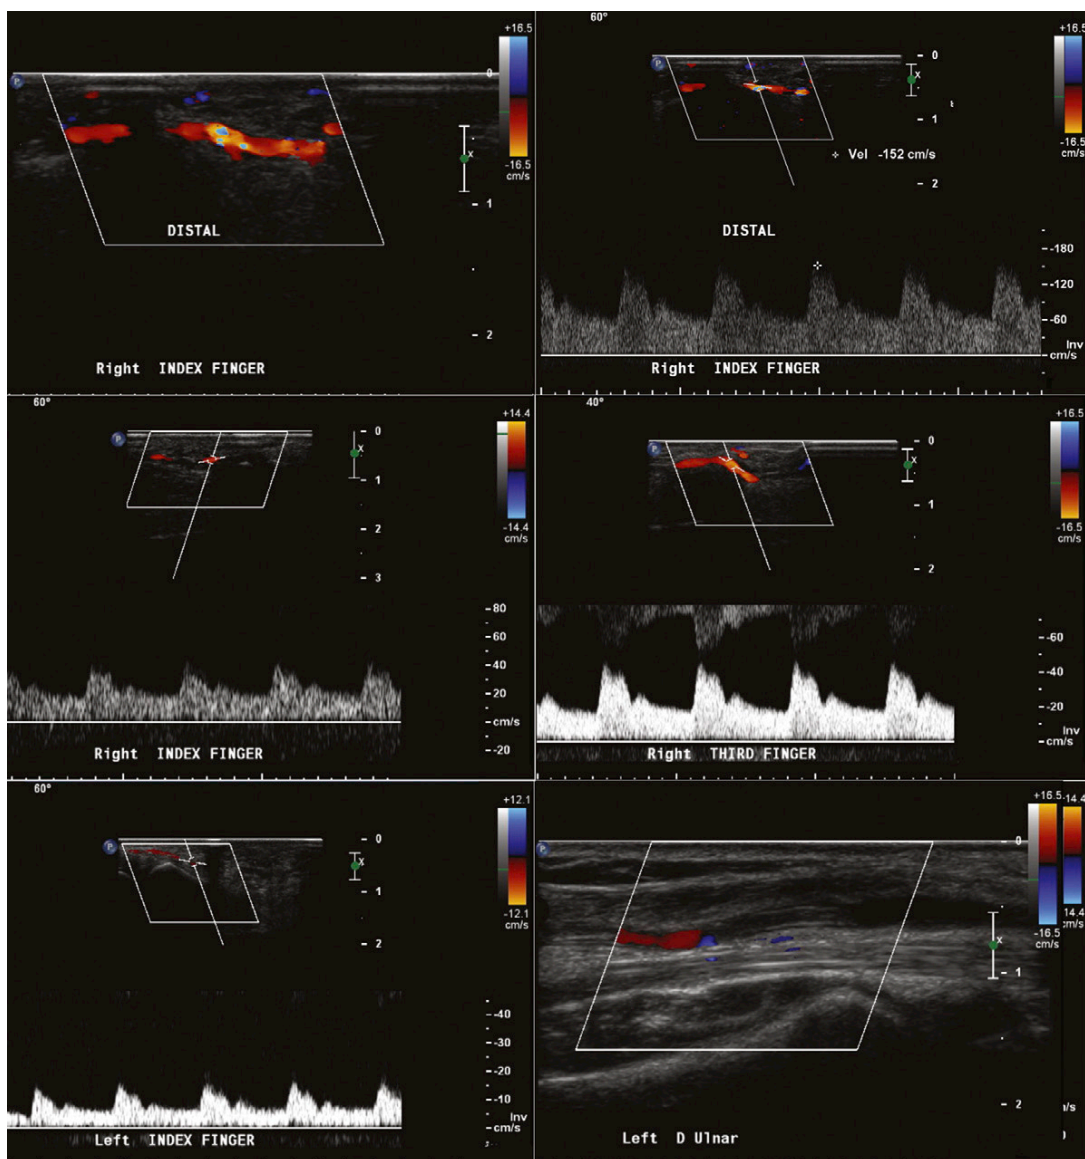 +16.5
P
0
X
-16.5
cm/s
1
DISTAL
2
Right INDEX FINGER
60°
+16.5
P
0
X
1
Vel -152 cm/s
-16.5
cm/s
2
DISTAL
-180
-120
-60
Inv
cm/s
Right INDEX FINGER
60°
+14.4
P
0
X
1
2
-14.4
cm/s
3
80
60
40
20
cm/s
-20
Right INDEX FINGER
40°
+16.5
P
0
X
1
-16.5
cm/s
2
-60
-40
-20
Inv
cm/s
Right THIRD FINGER
60°
+12.1
P
0
X
1
-12.1
cm/s
2
-40
-30
-20
-10
Inv
cm/s
Left INDEX FINGER
+16.5
+14.4
P
0
X
-16.5
cm/s
14.4
cm/s
1
2
Left D Ulnar